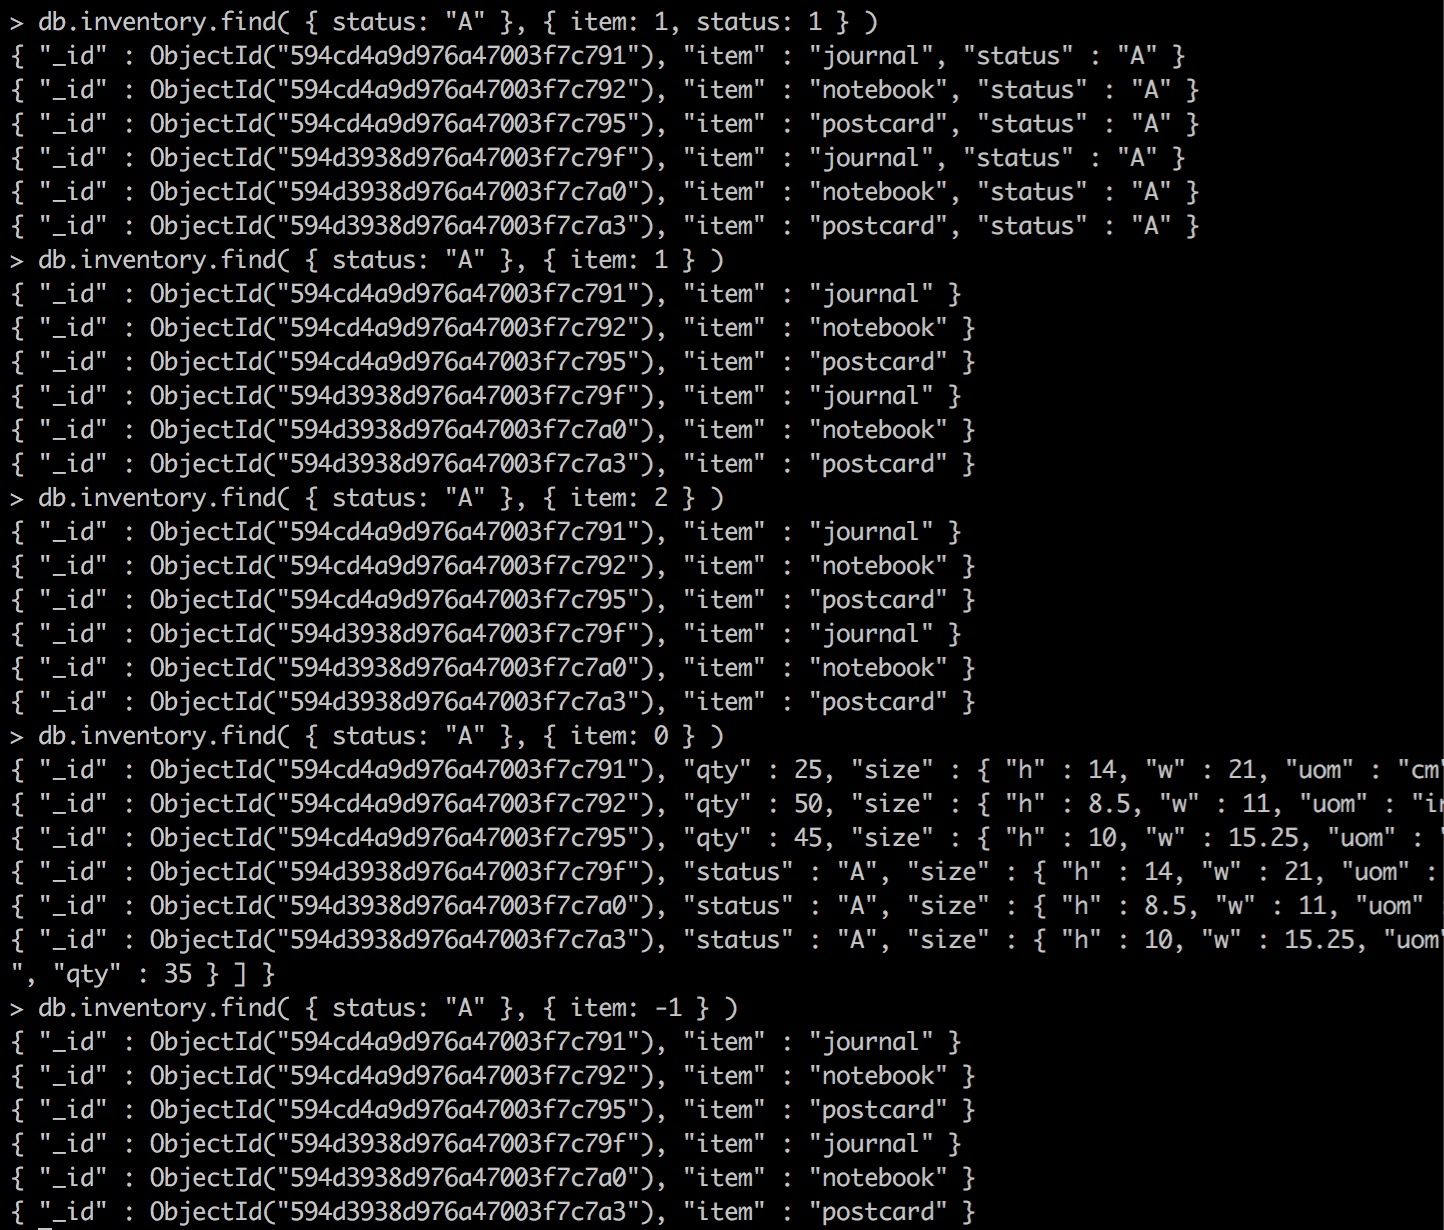 > db.inventory.find( { status: "A" }, { item: 1, status: 1 } )
{ "_id" : ObjectId("594cd4a9d976a47003f7c791"), "item" : "journal", "status" : "A" }
{ "_id" : ObjectId("594cd4a9d976a47003f7c792"), "item" : "notebook", "status" : "A" }
{ "_id" : ObjectId("594cd4a9d976a47003f7c795"), "item" : "postcard", "status" : "A" }
{ "_id" : ObjectId("594d3938d976a47003f7c79f"), "item" : "journal", "status" : "A" }
{ "_id" : ObjectId("594d3938d976a47003f7c7a0"), "item" : "notebook", "status" : "A" }
{ "_id" : ObjectId("594d3938d976a47003f7c7a3"), "item" : "postcard", "status" : "A" }
> db.inventory.find( { status: "A" }, { item: 1 } )
{ "_id" : ObjectId("594cd4a9d976a47003f7c791"), "item" : "journal" }
{ "_id" : ObjectId("594cd4a9d976a47003f7c792"), "item" : "notebook" }
{ "_id" : ObjectId("594cd4a9d976a47003f7c795"), "item" : "postcard" }
{ "_id" : ObjectId("594d3938d976a47003f7c79f"), "item" : "journal" }
{ "_id" : ObjectId("594d3938d976a47003f7c7a0"), "item" : "notebook" }
{ "_id" : ObjectId("594d3938d976a47003f7c7a3"), "item" : "postcard" }
> db.inventory.find( { status: "A" }, { item: 2 } )
{ "_id" : ObjectId("594cd4a9d976a47003f7c791"), "item" : "journal" }
{ "_id" : ObjectId("594cd4a9d976a47003f7c792"), "item" : "notebook" }
{ "_id" : ObjectId("594cd4a9d976a47003f7c795"), "item" : "postcard" }
{ "_id" : ObjectId("594d3938d976a47003f7c79f"), "item" : "journal" }
{ "_id" : ObjectId("594d3938d976a47003f7c7a0"), "item" : "notebook" }
{ "_id" : ObjectId("594d3938d976a47003f7c7a3"), "item" : "postcard" }
> db.inventory.find( { status: "A" }, { item: 0 } )
{ "_id" : ObjectId("594cd4a9d976a47003f7c791"), "qty" : 25, "size" : { "h" : 14, "w" : 21, "uom" : "cm"
{ "_id" : ObjectId("594cd4a9d976a47003f7c792"), "qty" : 50, "size" : { "h" : 8.5, "w" : 11, "uom" :
{ "_id" : ObjectId("594cd4a9d976a47003f7c795"), "qty" : 45, "size" : { "h" : 10, "w" : 15.25, "uom" : "
{ "_id" : ObjectId("594d3938d976a47003f7c79f"), "status" : "A", "size" : { "h" : 14, "w" : 21, "uom" :
{ "_id" : ObjectId("594d3938d976a47003f7c7a0"), "status" : "A", "size" : { "h" : 8.5, "w" : 11, "uom" :
{ "_id" : ObjectId("594d3938d976a47003f7c7a3"), "status" : "A", "size" : { "h" : 10, "w" : 15.25, "uom"
", "qty" : 35 } ] }
> db.inventory.find( { status: "A" }, { item: -1 } )
{ "_id" : ObjectId("594cd4a9d976a47003f7c791"), "item" : "journal" }
{ "_id" : ObjectId("594cd4a9d976a47003f7c792"), "item" : "notebook" }
{ "_id" : ObjectId("594cd4a9d976a47003f7c795"), "item" : "postcard" }
{ "_id" : ObjectId("594d3938d976a47003f7c79f"), "item" : "journal" }
{ "_id" : ObjectId("594d3938d976a47003f7c7a0"), "item" : "notebook" }
{ "_id" : ObjectId("594d3938d976a47003f7c7a3"), "item" : "postcard" }